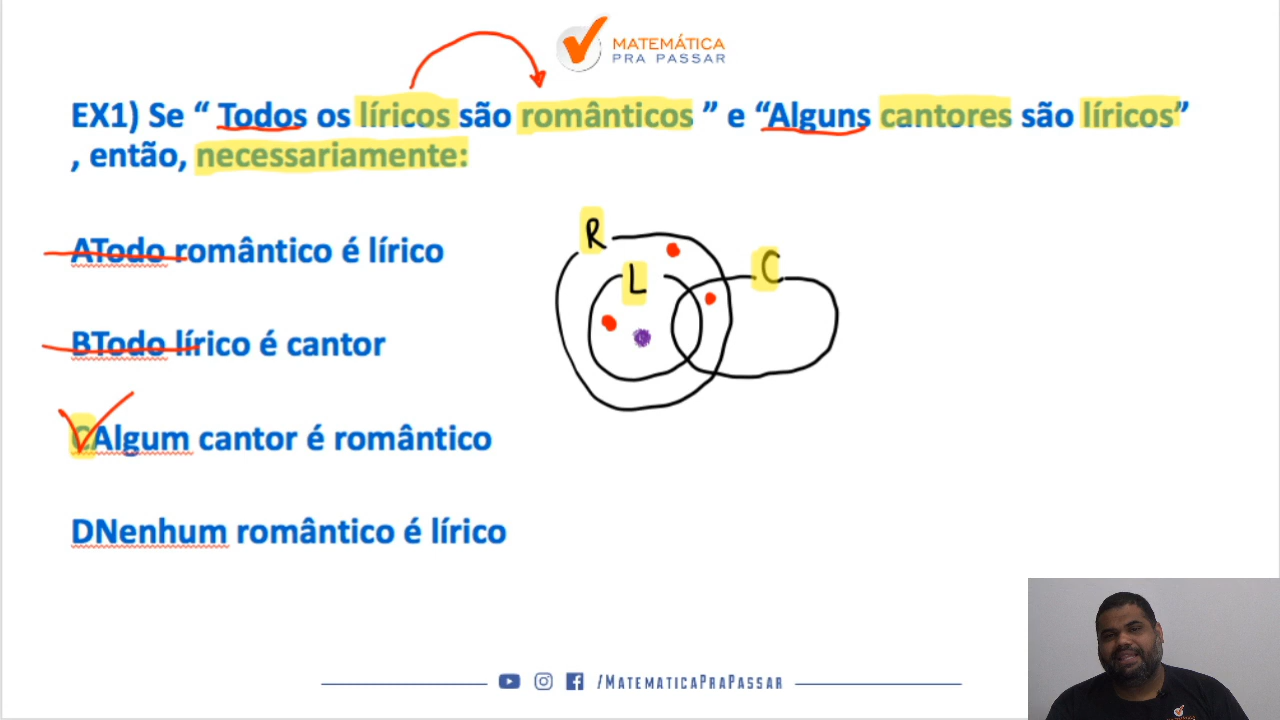 MATEMÁTICA
PRA PASSAR
EX1) Se “ Todos os líricos são românticos ” e “Alguns cantores são líricos”
, então, necessariamente:
R
ATodo romântico é lírico
C
L
BTodo lírico é cantor
CAlgum cantor é romântico
DNenhum romântico é lírico
/MATEMATICAPRAPASSAR